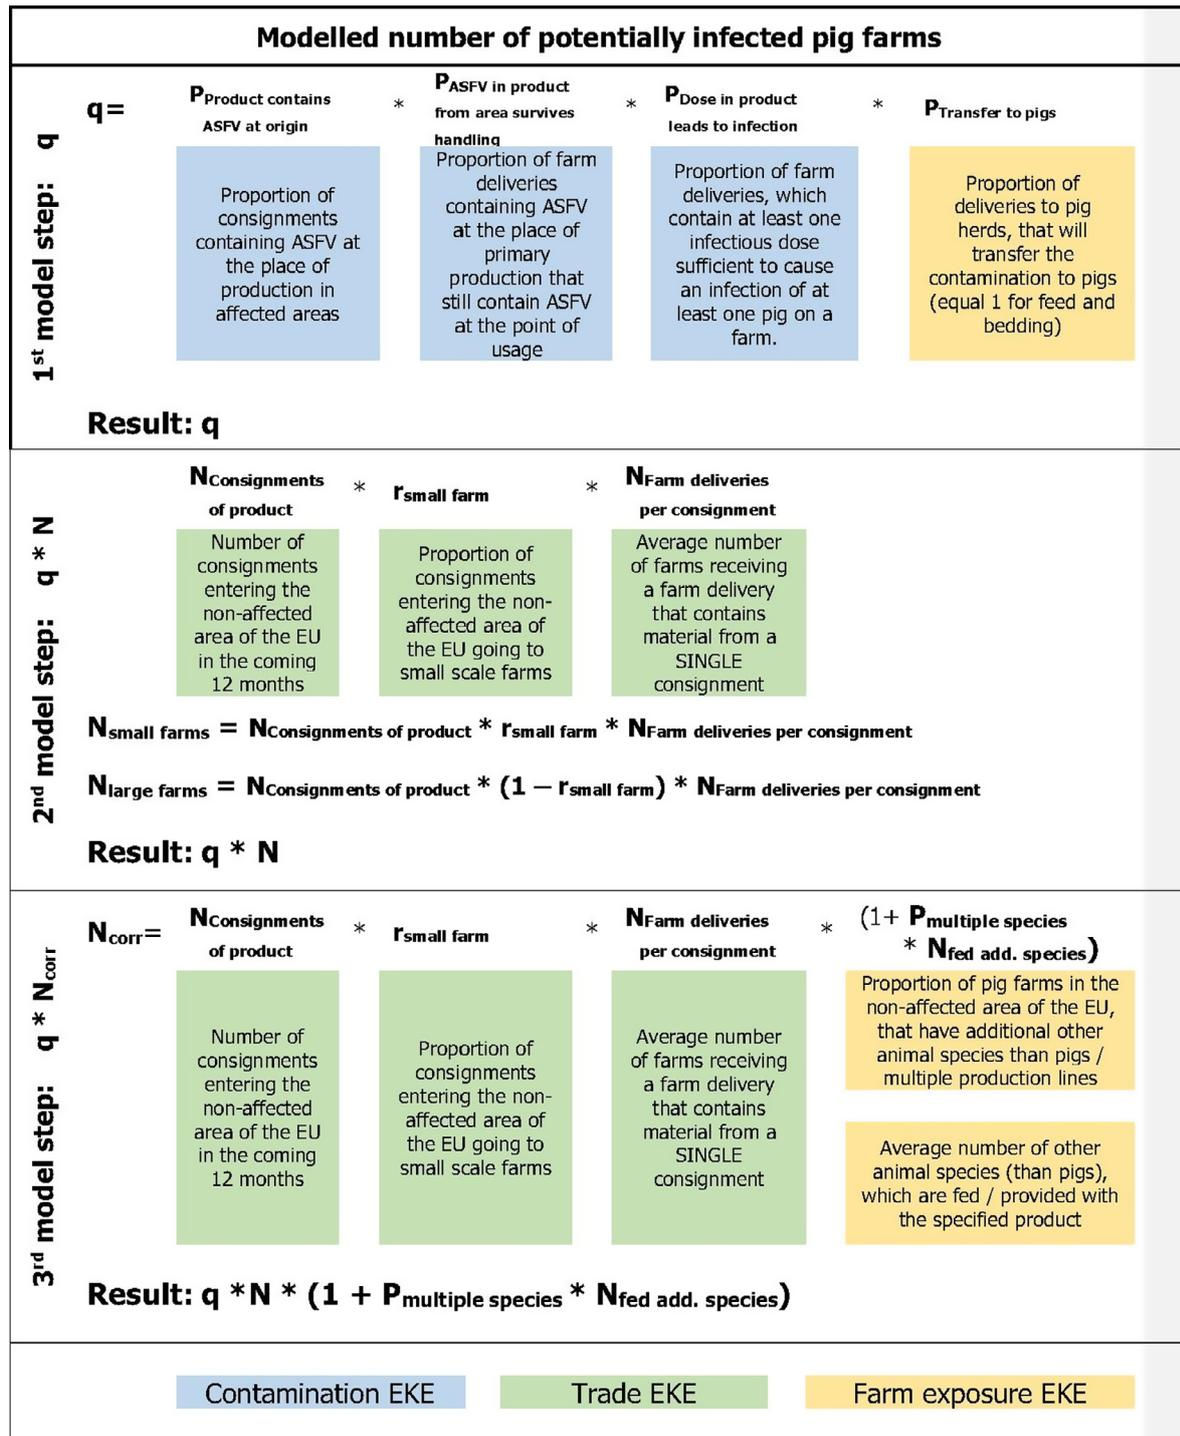 Modelled number of potentially infected pig farms
1st model step: q
q=
PProduct contains
ASFV at origin
*
PASFV in product
from area survives
handling
*
PDose in product
leads to infection
*
PTransfer to pigs
Proportion of
consignments
containing ASFV at
the place of
production in
affected areas
Proportion of farm
deliveries
containing ASFV
at the place of
primary
production that
still contain ASFV
at the point of
usage
Proportion of farm
deliveries, which
contain at least one
infectious dose
sufficient to cause
an infection of at
least one pig on a
farm.
Proportion of
deliveries to pig
herds, that will
transfer the
contamination to pigs
(equal 1 for feed and
bedding)
Result: q
2nd model step: q * N
NConsignments
of product
*
rsmall farm
*
NFarm deliveries
per consignment
Number of
consignments
entering the
non-affected
area of the EU
in the coming
12 months
Proportion of
consignments
entering the non-
affected area of
the EU going to
small scale farms
Average number
of farms receiving
a farm delivery
that contains
material from a
SINGLE
consignment
Nsmall farms = NConsignments of product * rsmall farm * NFarm deliveries per consignment
Nlarge farms = NConsignments of product * (1 – rsmall farm) * NFarm deliveries per consignment
Result: q * N
3rd model step: q * Ncorr
Ncorr=
NConsignments
of product
*
rsmall farm
*
NFarm deliveries
per consignment
*
(1+ Pmultiple species
* Nfed add. species)
Number of
consignments
entering the
non-affected
area of the EU
in the coming
12 months
Proportion of
consignments
entering the non-
affected area of
the EU going to
small scale farms
Average number
of farms receiving
a farm delivery
that contains
material from a
SINGLE
consignment
Proportion of pig farms in the
non-affected area of the EU,
that have additional other
animal species than pigs /
multiple production lines
Average number of other
animal species (than pigs),
which are fed / provided with
the specified product
Result: q *N * (1 + Pmultiple species * Nfed add. species)
Contamination EKE
Trade EKE
Farm exposure EKE